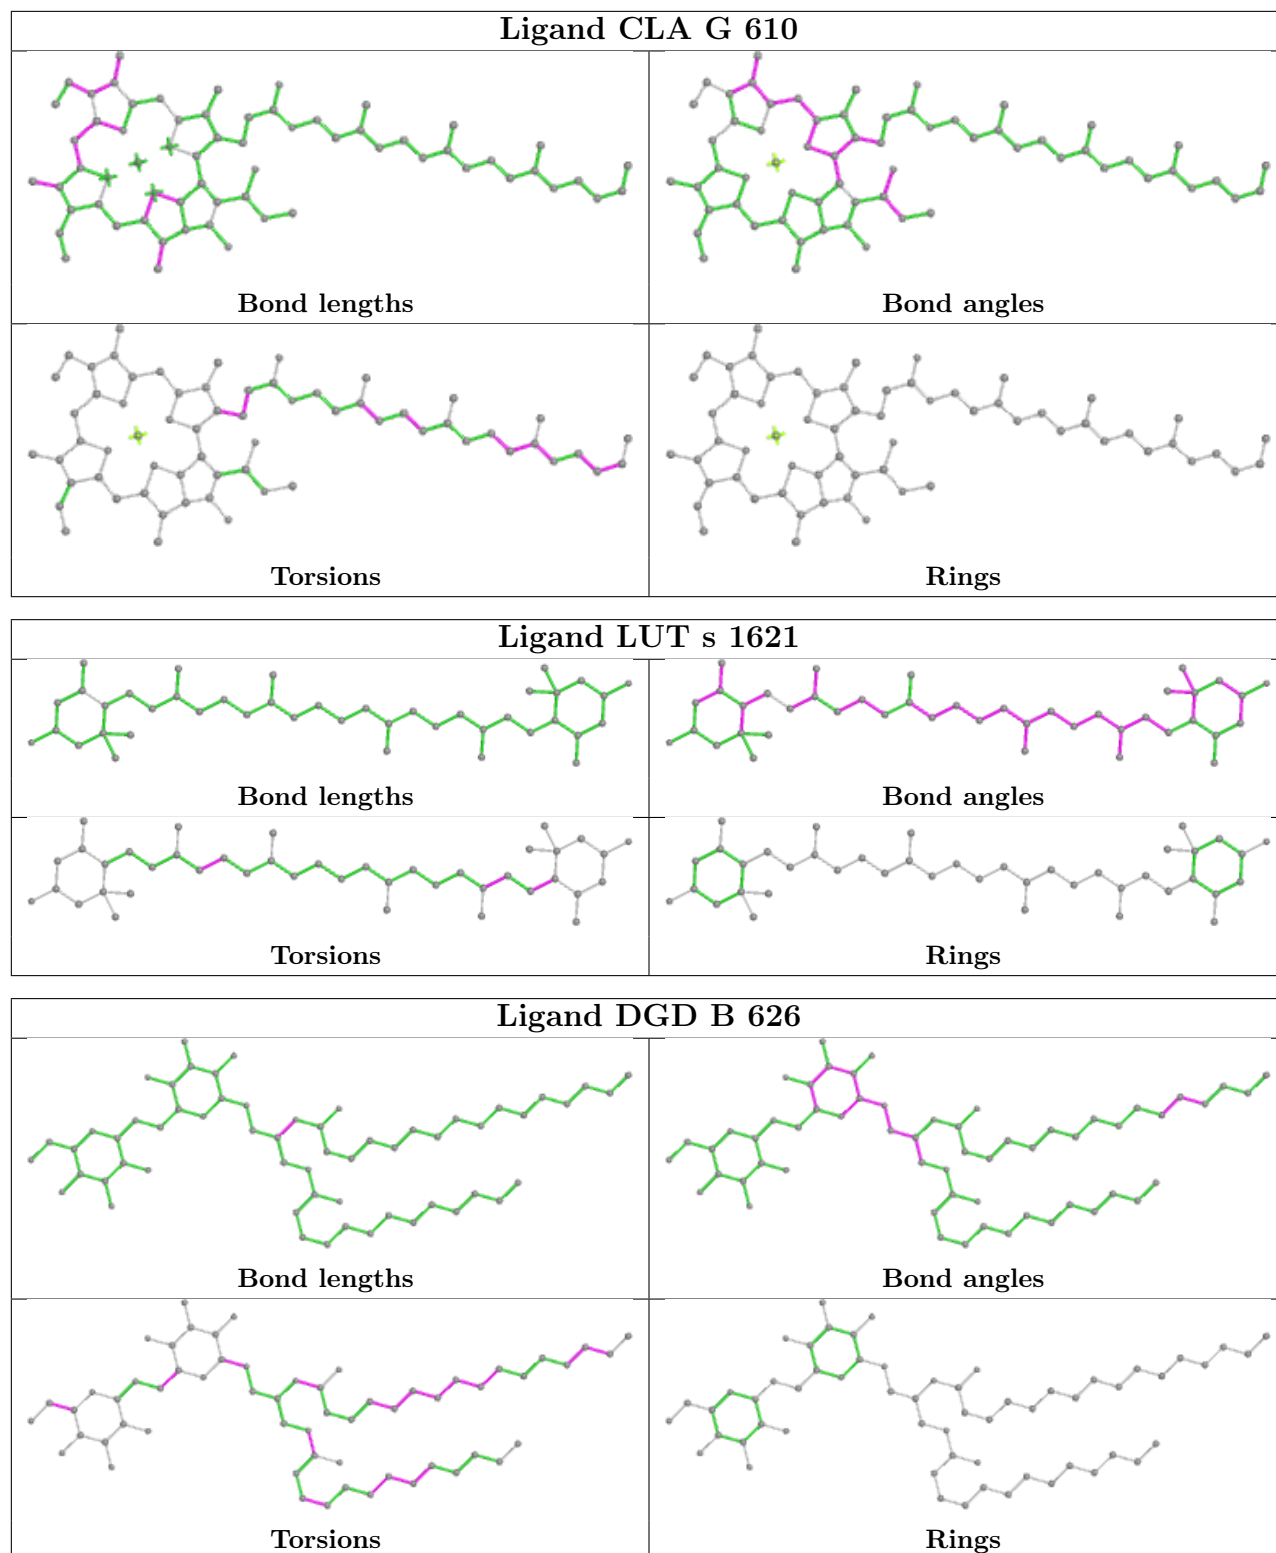 Ligand CLA G 610
Bond lengths
Bond angles
Torsions
Rings
Ligand LUT s 1621
Bond lengths
Bond angles
Torsions
Rings
Ligand DGD B 626
Bond lengths
Bond angles
Torsions
Rings